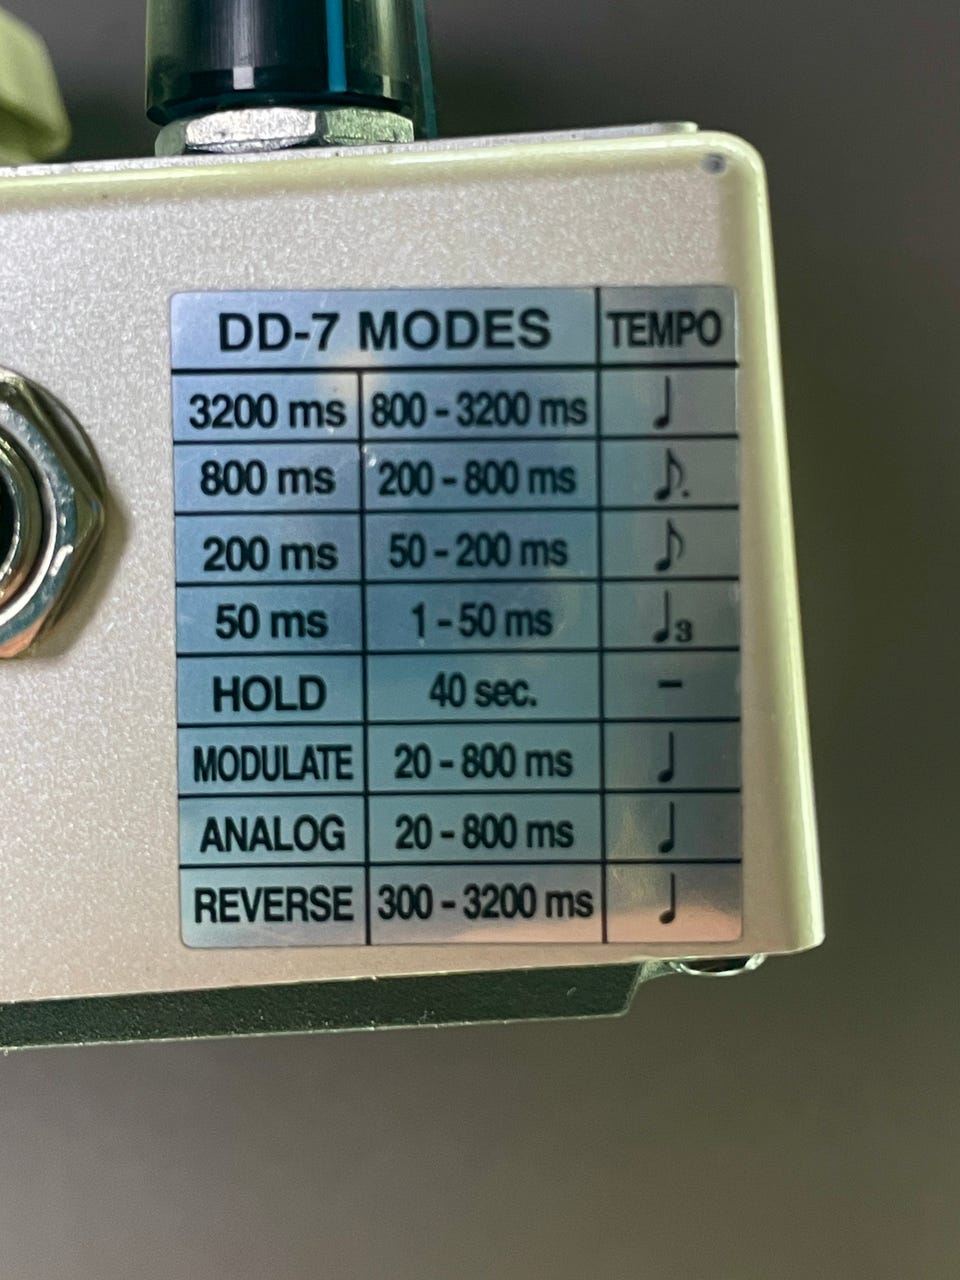 DD-7 MODES TEMPO
3200 ms 800 - 3200 ms ♩
800 ms 200 - 800 ms ♪.
200 ms 50 - 200 ms ♪
50 ms 1 - 50 ms ♩3
HOLD 40 sec. –
MODULATE 20 - 800 ms ♩
ANALOG 20 - 800 ms ♩
REVERSE 300 - 3200 ms ♩